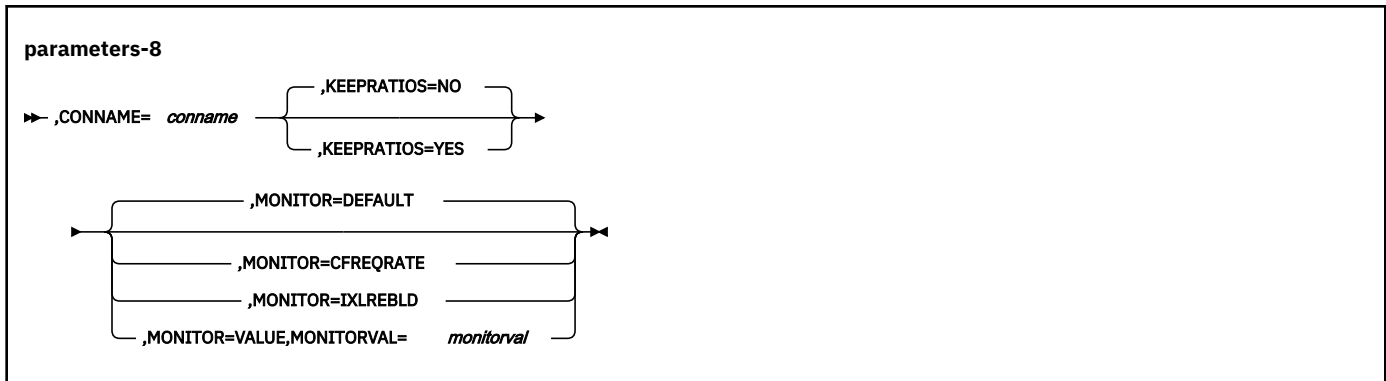 parameters-8
,KEEPRATIOS=NO
,CONNAME= conname
,KEEPRATIOS=YES
,MONITOR=DEFAULT
,MONITOR=CFREQRATE
,MONITOR=IXLREBLD
,MONITOR=VALUE,MONITORVAL= monitorval